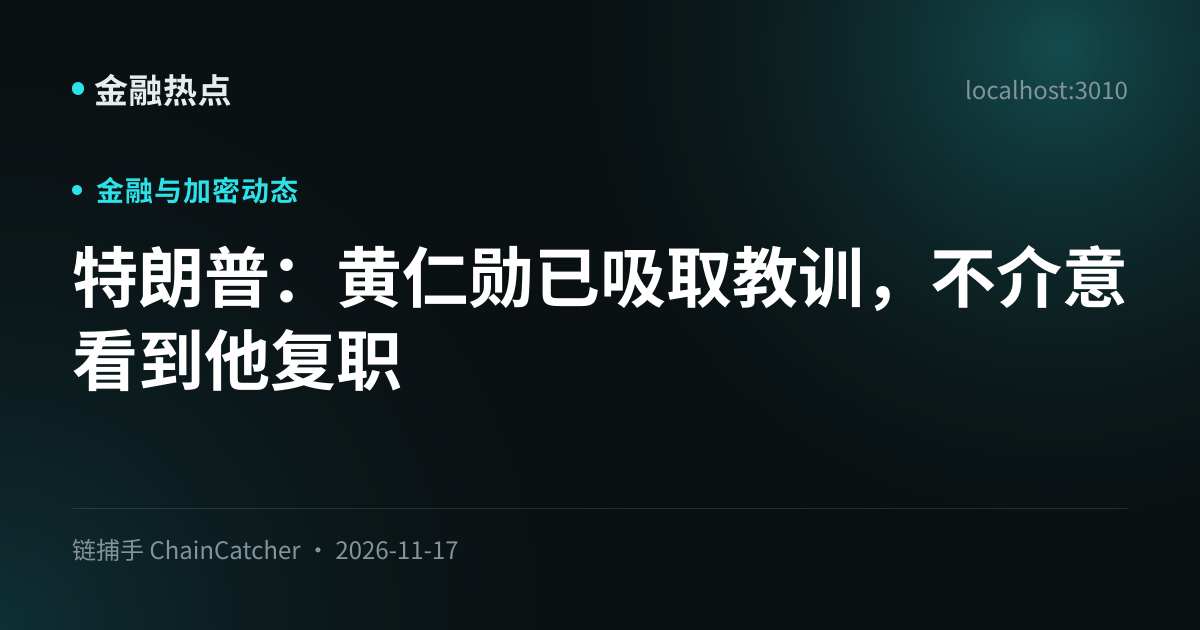 金融热点
localhost:3010
金融与加密动态
特朗普：黄仁勋已吸取教训，不介意
看到他复职
链捕手 ChainCatcher · 2026-11-17